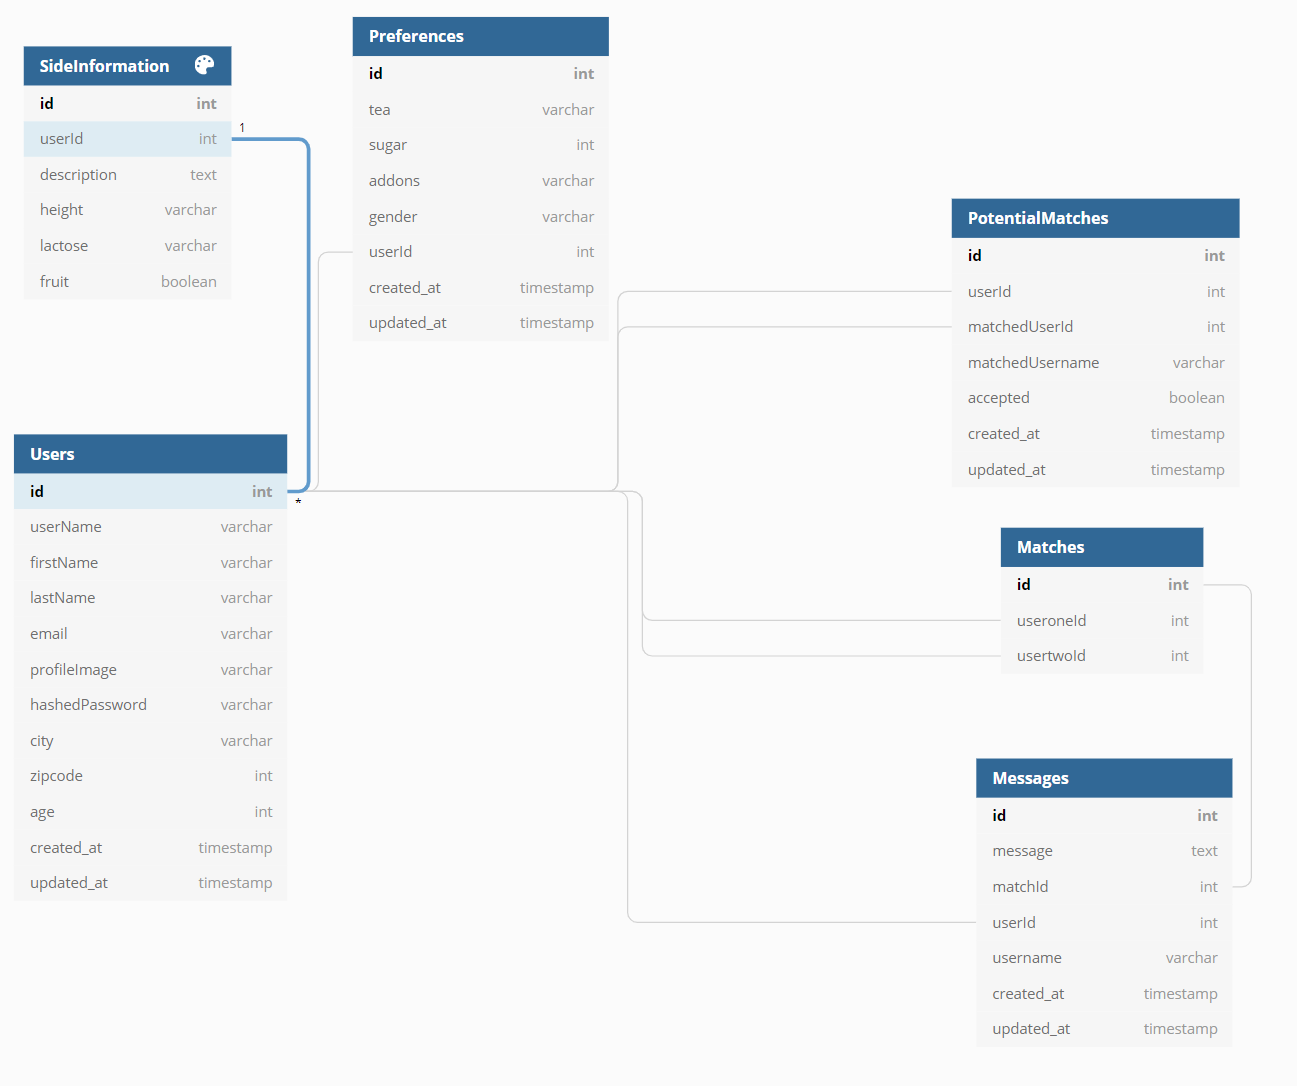 SideInformation
id int
userId int
description text
height varchar
lactose varchar
fruit boolean
1
Preferences
id int
tea varchar
sugar int
addons varchar
gender varchar
userId int
created_at timestamp
updated_at timestamp
PotentialMatches
id int
userId int
matchedUserId int
matchedUsername varchar
accepted boolean
created_at timestamp
updated_at timestamp
Users
id int
*
userName varchar
firstName varchar
lastName varchar
email varchar
profileImage varchar
hashedPassword varchar
city varchar
zipcode int
age int
created_at timestamp
updated_at timestamp
Matches
id int
useroneId int
usertwoId int
Messages
id int
message text
matchId int
userId int
username varchar
created_at timestamp
updated_at timestamp